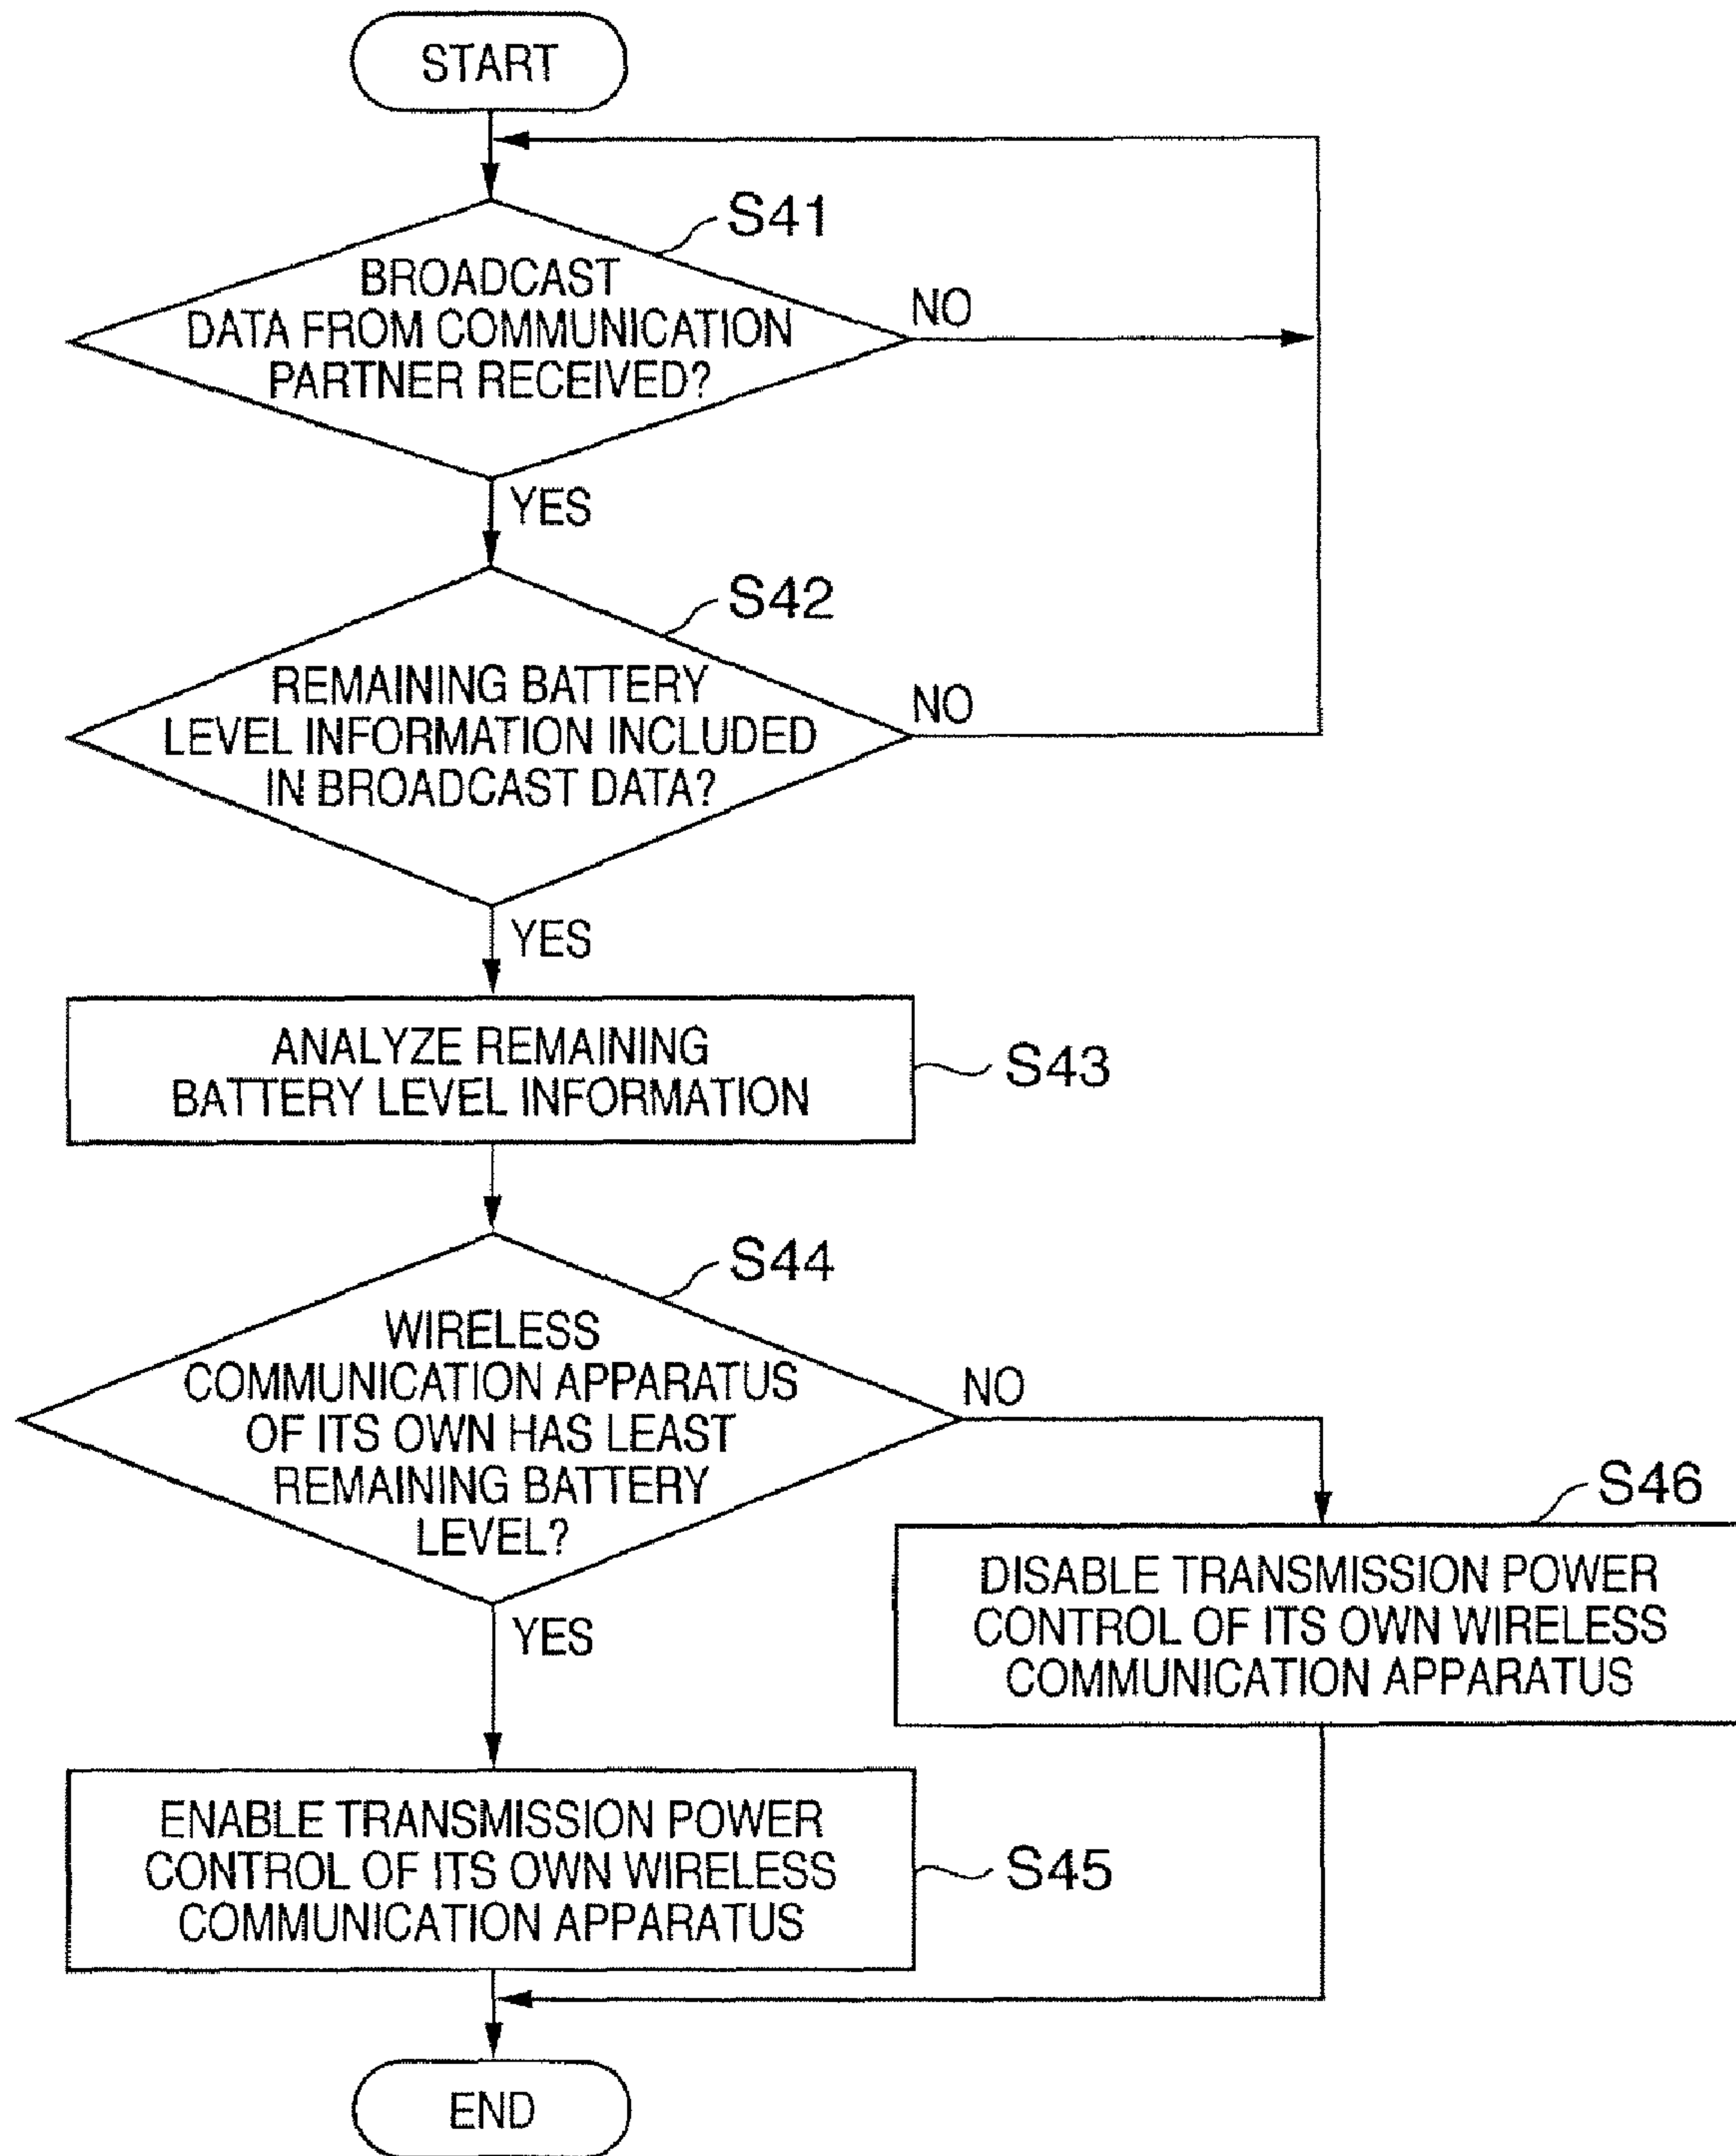 START
S41
BROADCAST
DATA FROM COMMUNICATION
PARTNER RECEIVED?
NO
YES
S42
REMAINING BATTERY
LEVEL INFORMATION INCLUDED
IN BROADCAST DATA?
NO
YES
ANALYZE REMAINING
BATTERY LEVEL INFORMATION
S43
S44
WIRELESS
COMMUNICATION APPARATUS
OF ITS OWN HAS LEAST
REMAINING BATTERY
LEVEL?
NO
YES
S46
DISABLE TRANSMISSION POWER
CONTROL OF ITS OWN WIRELESS
COMMUNICATION APPARATUS
ENABLE TRANSMISSION POWER
CONTROL OF ITS OWN WIRELESS
COMMUNICATION APPARATUS
S45
END